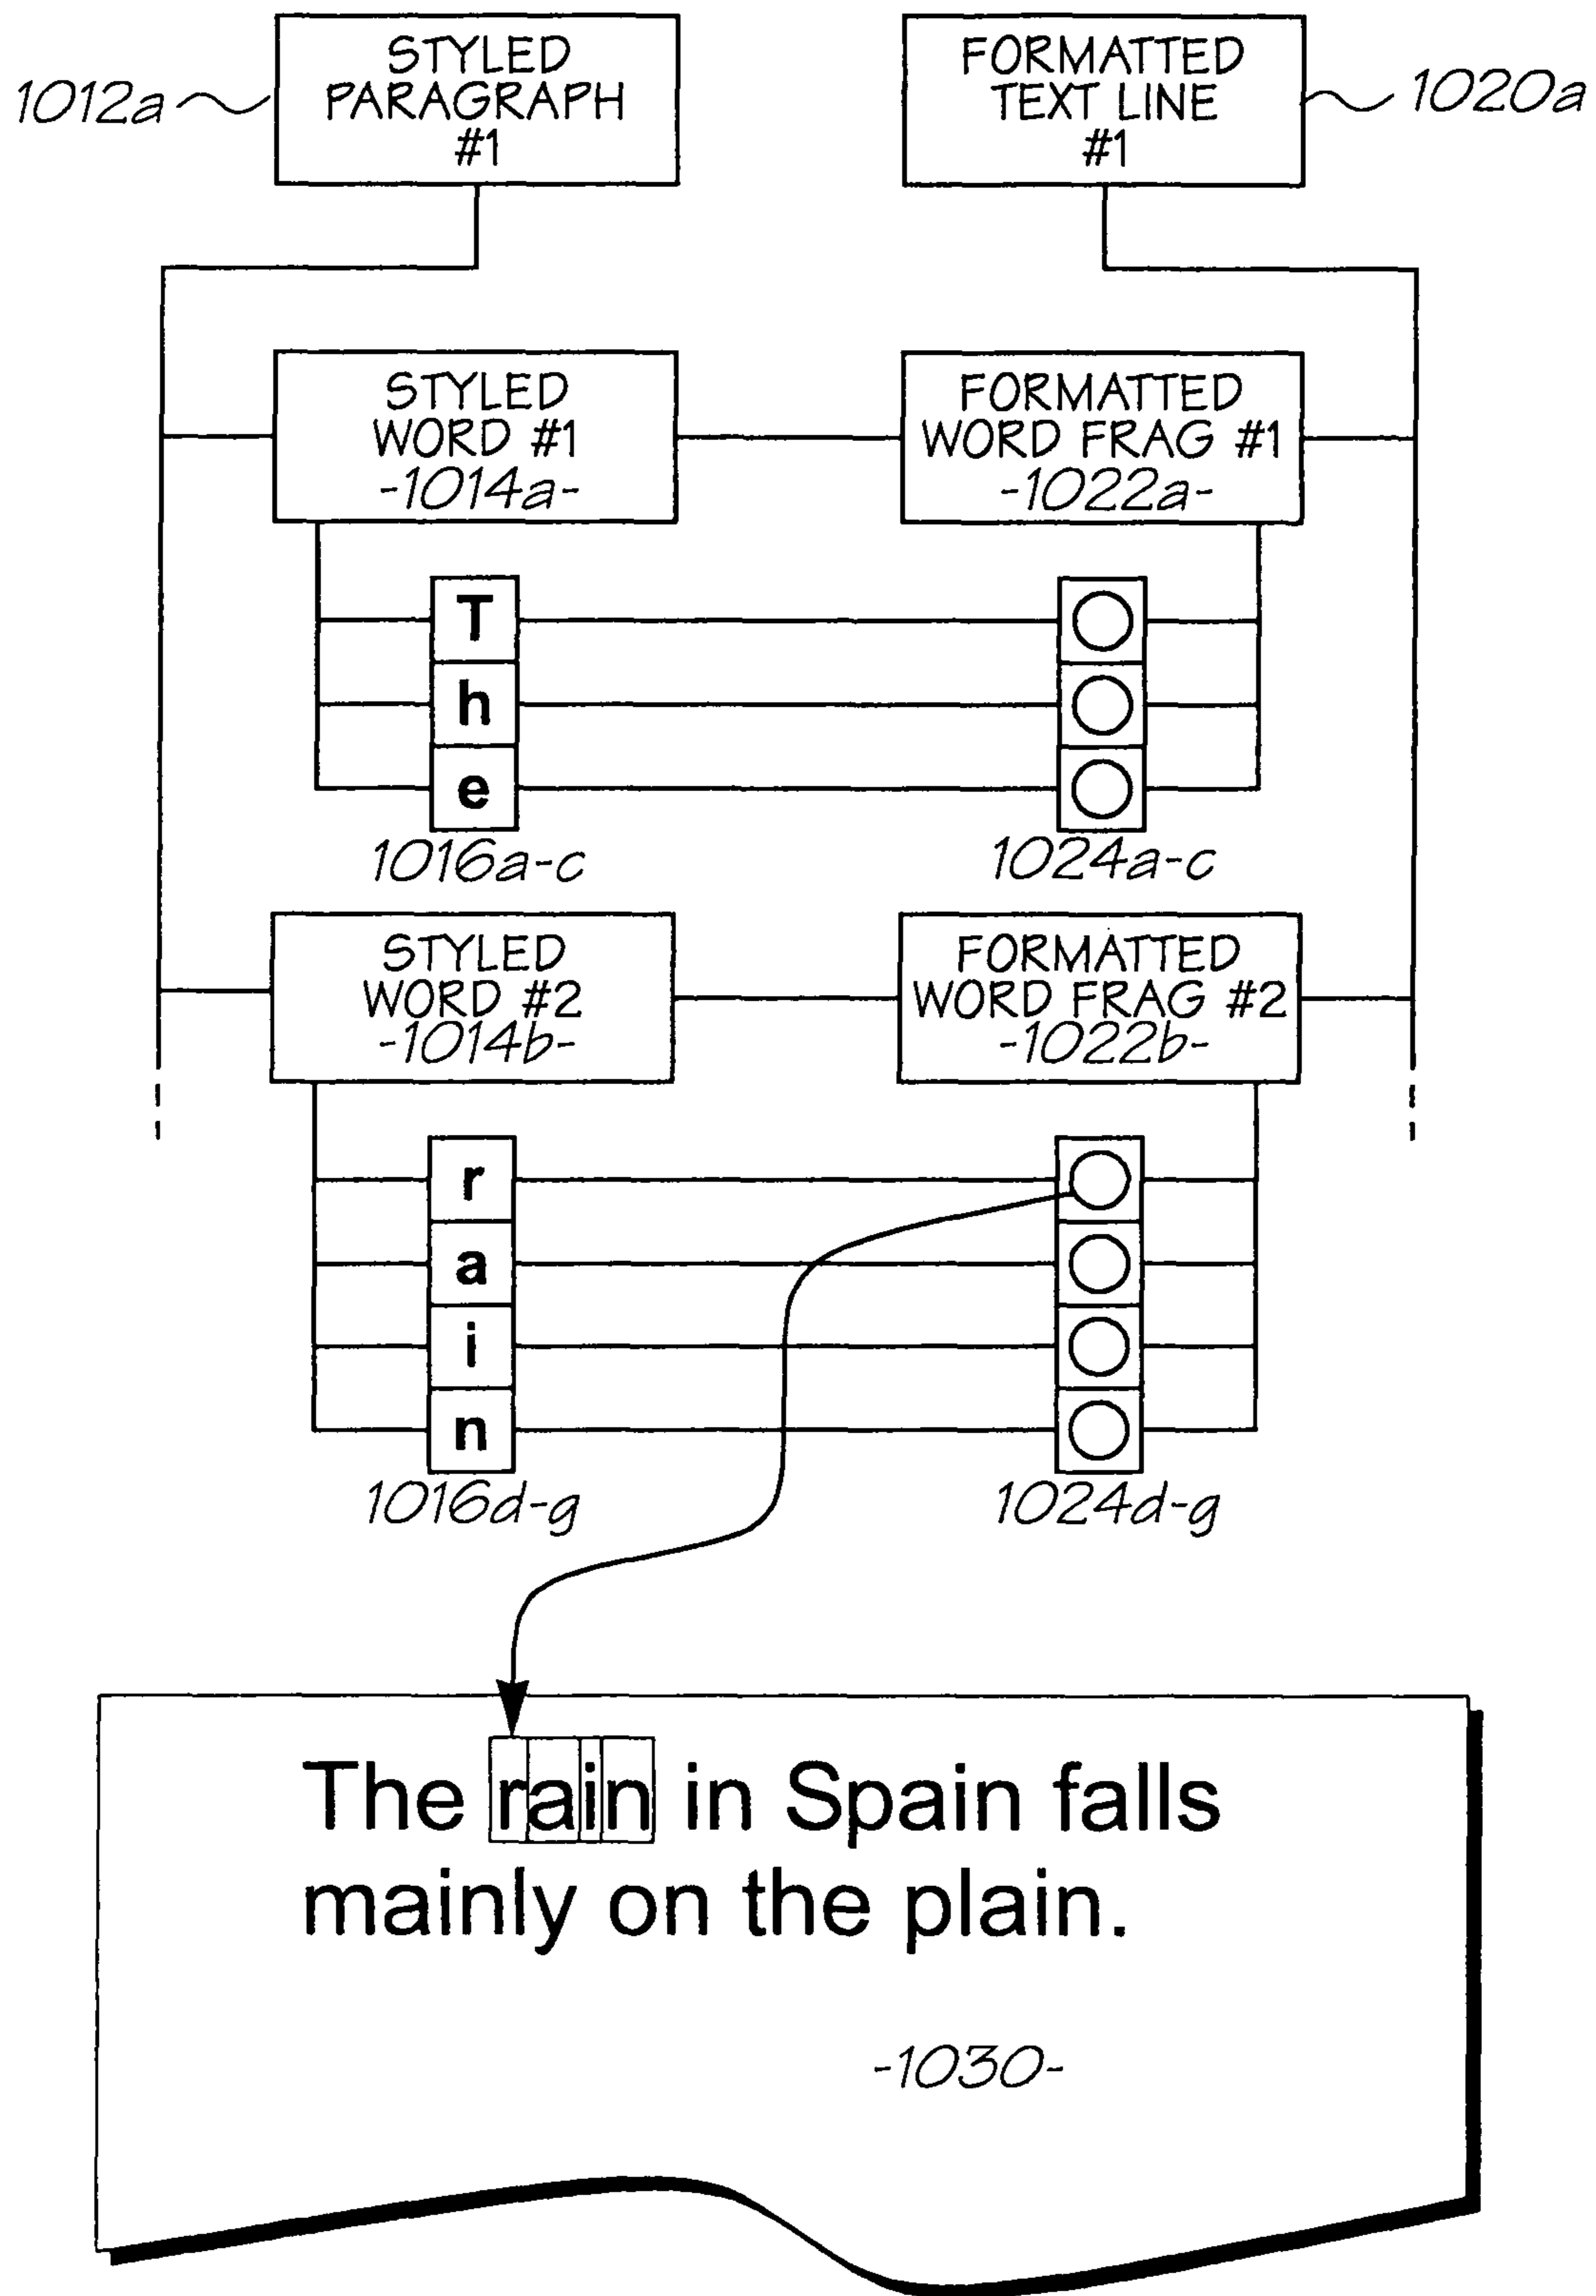 STYLED
PARAGRAPH
#1
1012a
FORMATTED
TEXT LINE
#1
1020a
STYLED
WORD #1
-1014a-
FORMATTED
WORD FRAG #1
-1022a-
T
h
e
1016a-c
1024a-c
STYLED
WORD #2
-1014b-
FORMATTED
WORD FRAG #2
-1022b-
r
a
i
n
1016d-g
1024d-g
The rain in Spain falls
mainly on the plain.
-1030-